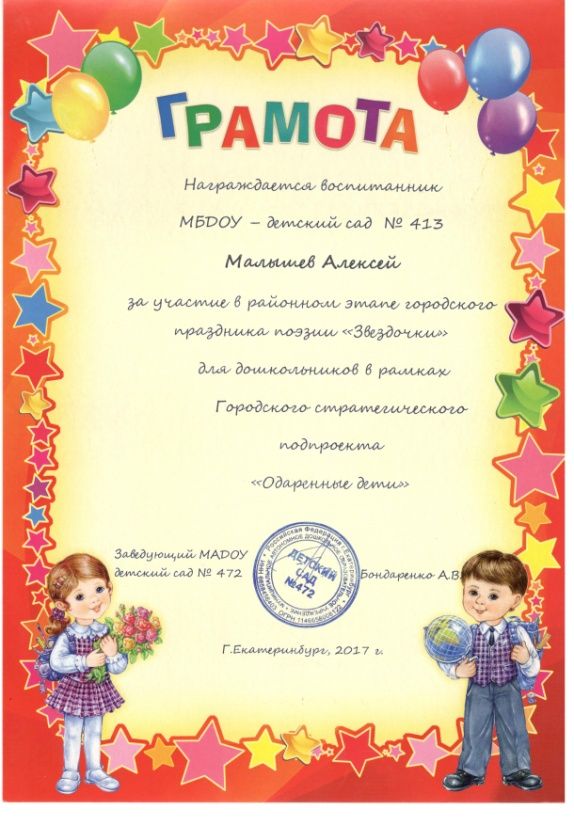 ГРАМОТА
Награждается воспитанник
МБДОУ – детский сад № 413
Малышев Алексей
за участие в районном этапе городского
праздника поэзии «Звездочки»
для дошкольников в рамках
Городского стратегического
подпроекта
«Одаренные дети»
Заведующий МАДОУ
детский сад № 472
Бондаренко А.В.
Российская Федерация
ДЕТСКИЙ
САД
№472
Г.Екатеринбург, 2017 г.